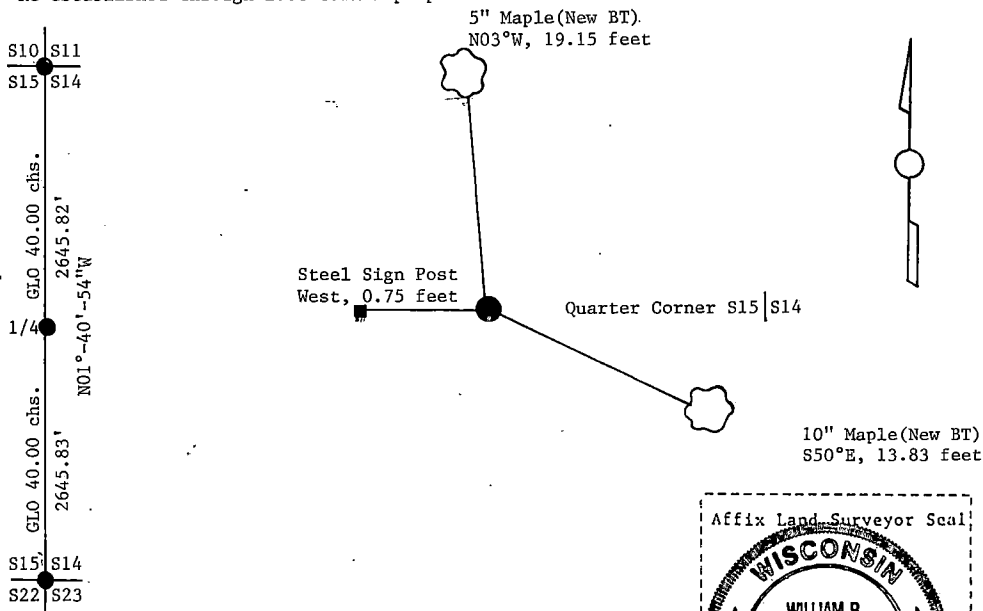 5" Maple(New BT).
N03°W, 19.15 feet
S10 S11
S15 S14
GLO 40.00 chs.
2645.82'
Steel Sign Post
West, 0.75 feet
Quarter Corner S15|S14
1/4
N01°-40'-54"W
GLO 40.00 chs.
2645.83'
10" Maple(New BT)
S50°E, 13.83 feet
S15 S14
S22 S23
Affix Land Surveyor Seal
WISCONSIN
WILLIAM R